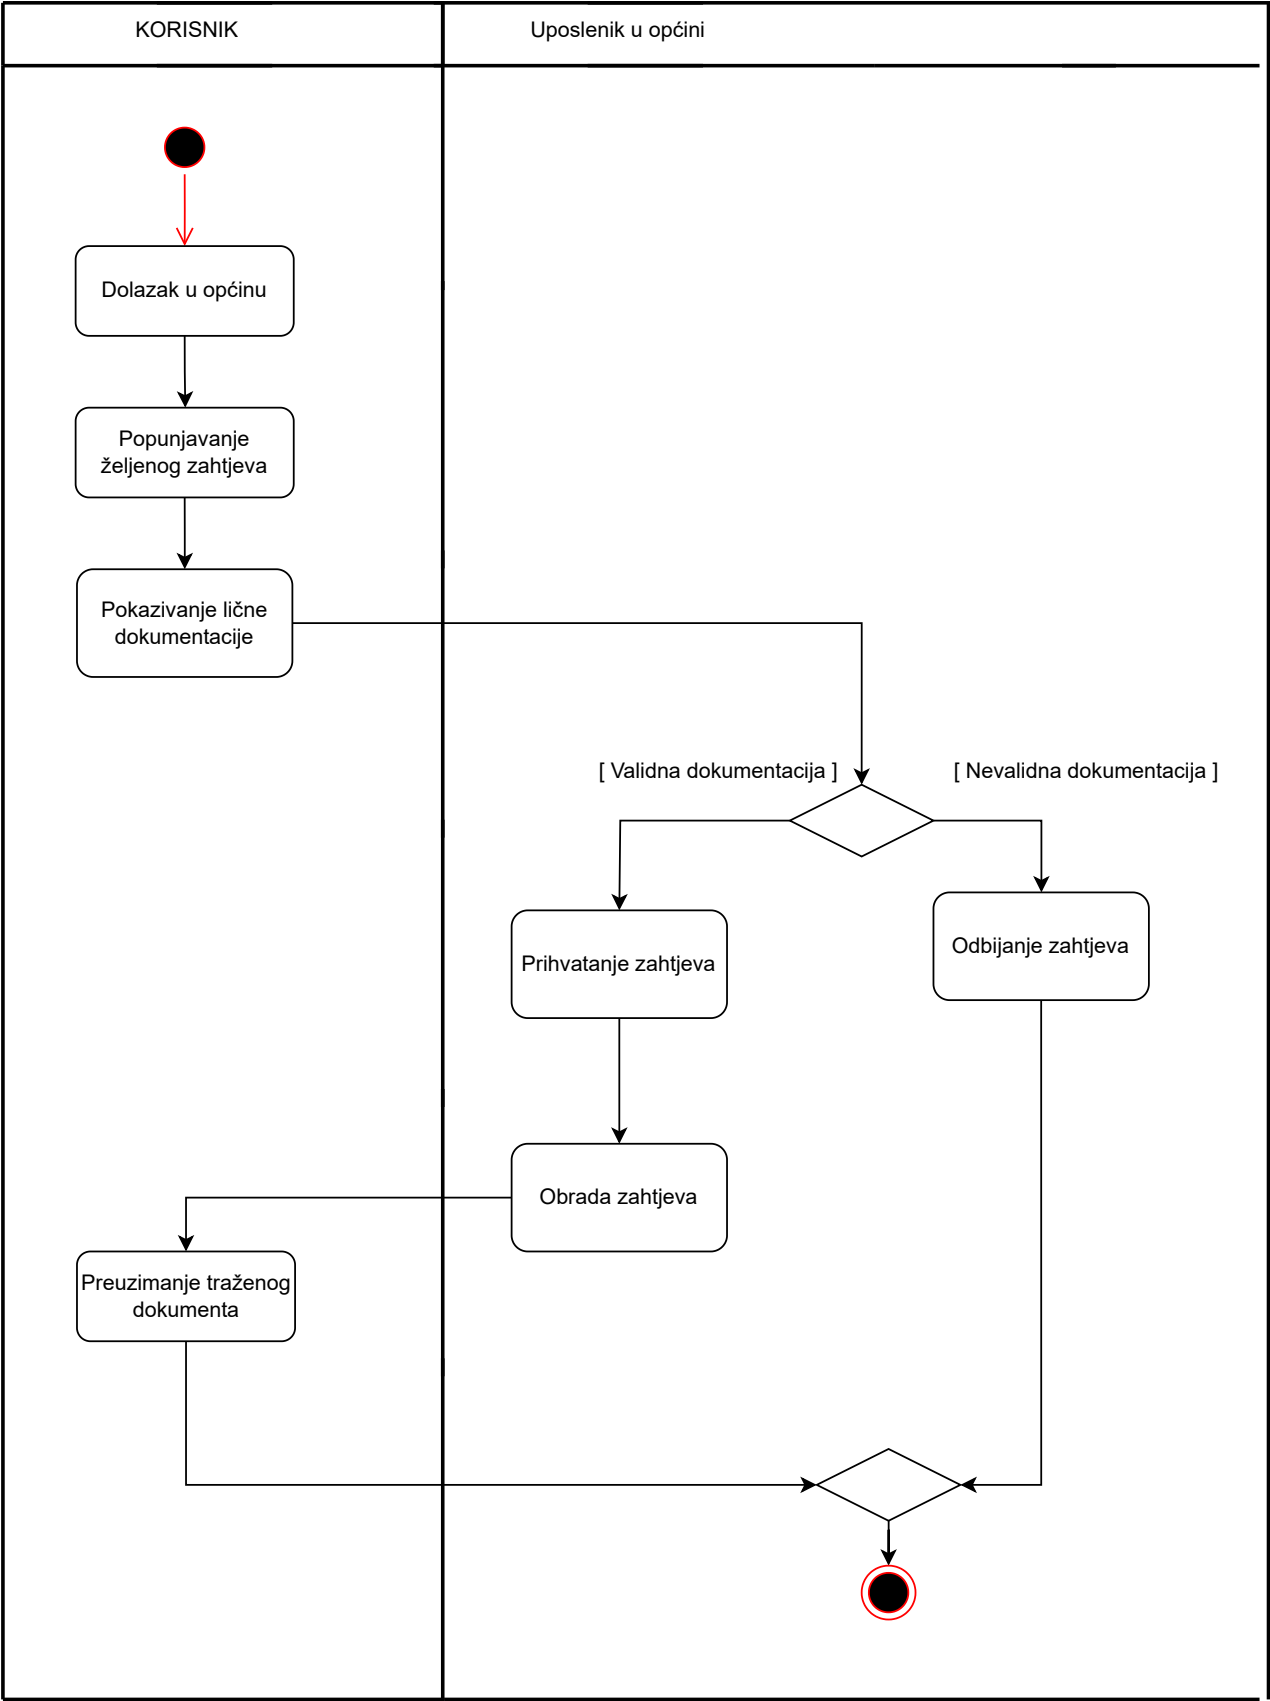 KORISNIK
Uposlenik u općini
Dolazak u općinu
Popunjavanje
željenog zahtjeva
Pokazivanje lične
dokumentacije
[ Validna dokumentacija ]
[ Nevalidna dokumentacija ]
Prihvatanje zahtjeva
Odbijanje zahtjeva
Obrada zahtjeva
Preuzimanje traženog
dokumenta